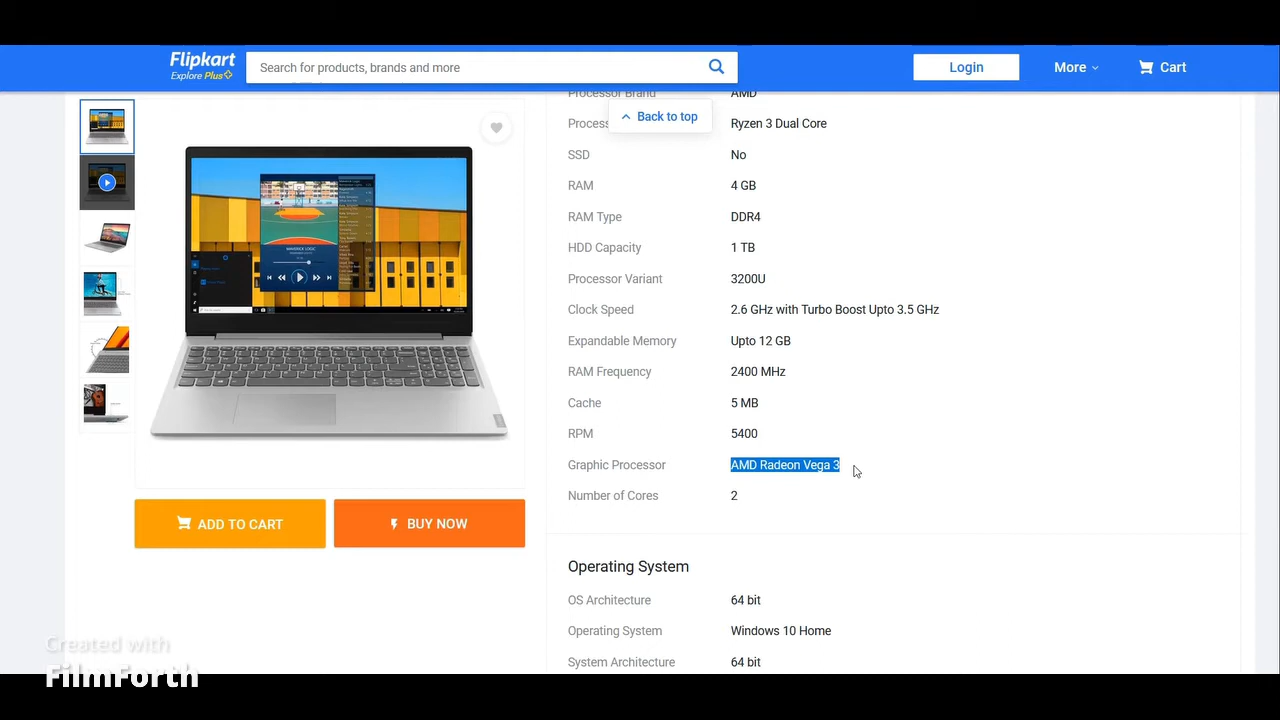 Flipkart
Explore Plus
Search for products, brands and more
Login
More
Cart
Processor Brand AMD
Back to top
Ryzen 3 Dual Core
SSD No
RAM 4 GB
RAM Type DDR4
HDD Capacity 1 TB
Processor Variant 3200U
Clock Speed 2.6 GHz with Turbo Boost Upto 3.5 GHz
Expandable Memory Upto 12 GB
RAM Frequency 2400 MHz
Cache 5 MB
RPM 5400
Graphic Processor AMD Radeon Vega 3
Number of Cores 2
ADD TO CART
BUY NOW
Operating System
OS Architecture 64 bit
Operating System Windows 10 Home
System Architecture 64 bit
Created with
FilmForth